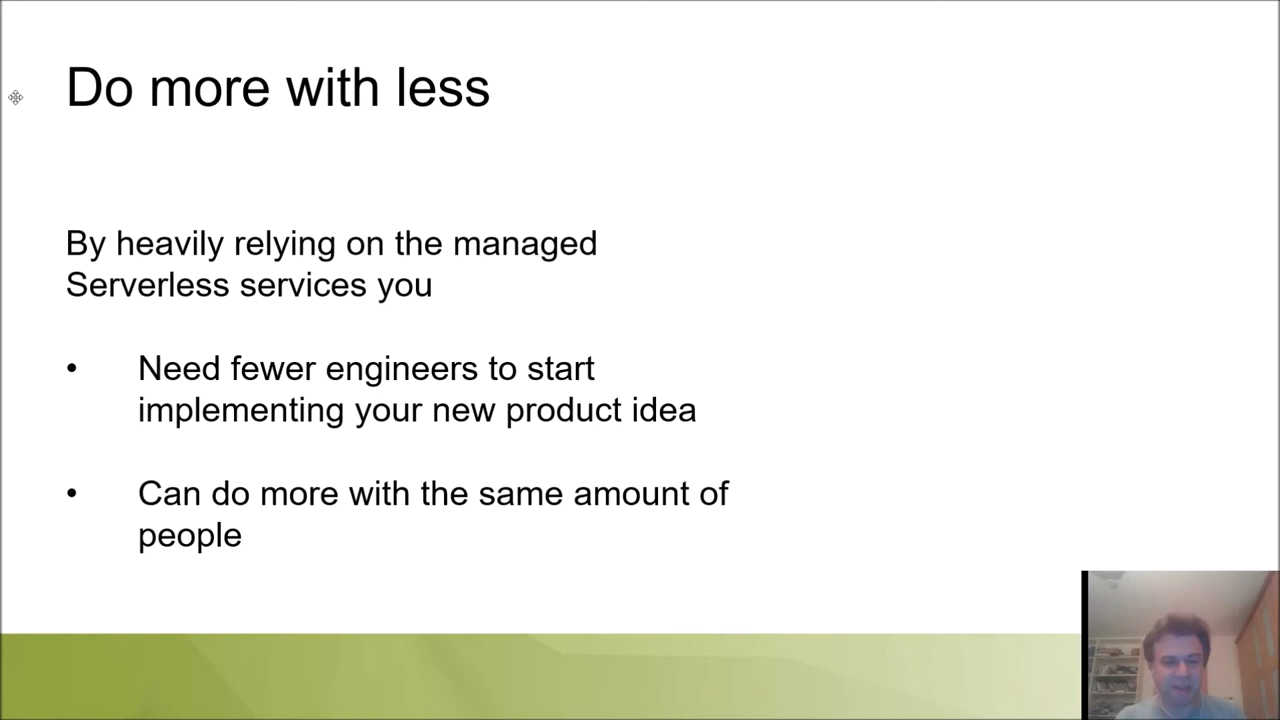 Do more with less
By heavily relying on the managed
Serverless services you
• Need fewer engineers to start
implementing your new product idea
• Can do more with the same amount of
people